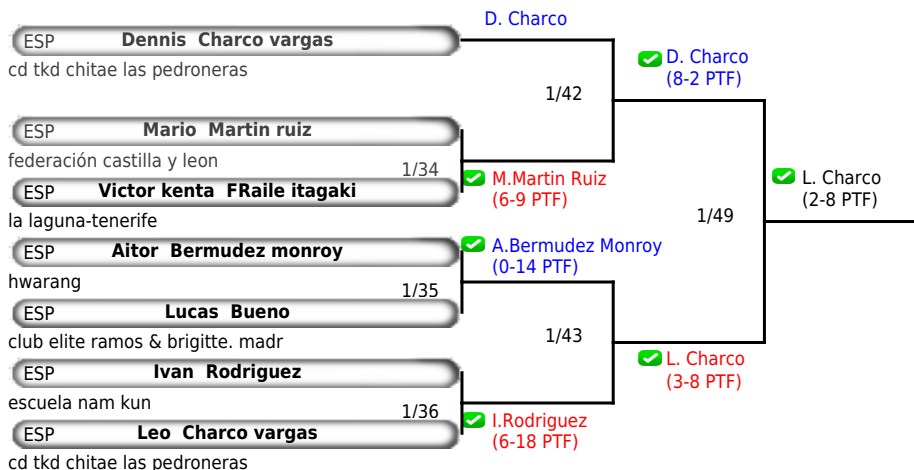 D. Charco
ESP Dennis Charco vargas
cd tkd chitae las pedroneras
D. Charco
(8-2 PTF)
1/42
ESP Mario Martin ruiz
federación castilla y leon
1/34
M.Martin Ruiz
(6-9 PTF)
ESP Victor kenta FRaile itagaki
la laguna-tenerife
L. Charco
(2-8 PTF)
1/49
ESP Aitor Bermudez monroy
hwarang
A.Bermudez Monroy
(0-14 PTF)
1/35
ESP Lucas Bueno
club elite ramos & brigitte. madr
1/43
L. Charco
(3-8 PTF)
ESP Ivan Rodriguez
escuela nam kun
1/36
I.Rodriguez
(6-18 PTF)
ESP Leo Charco vargas
cd tkd chitae las pedroneras